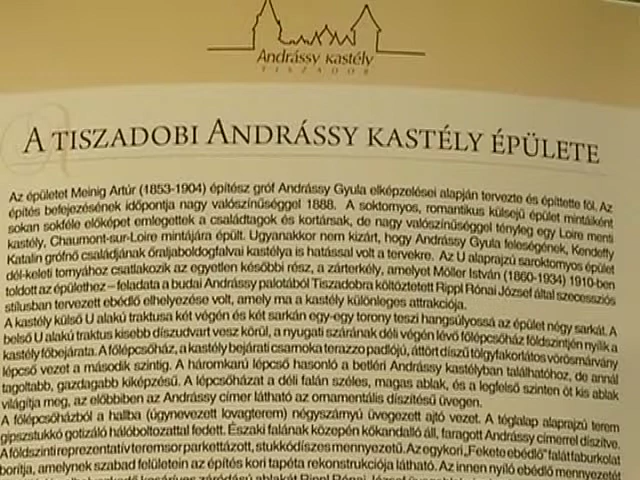 Andrássy kastély
TISZADOB
A TISZADOBI ANDRÁSSY KASTÉLY ÉPÜLETE
Az épületet Meinig Artúr (1853-1904) építész gróf Andrássy Gyula elképzelései alapján tervezte és építtette föl. Az
építés befejezésének időpontja nagy valószínűséggel 1888. A soktornyos, romantikus külsejű épület mintájaként
sokan sokféle előképet emlegettek a családtagok és kortársak, de nagy valószínűséggel tényleg egy Loire menti
kastély, Chaumont-sur-Loire mintájára épült. Ugyanakkor nem kizárt, hogy Andrássy Gyula feleségének, Kendeffy
Katalin grófnő családjának őraljaboldogfalvai kastélya is hatással volt a tervekre. Az U alaprajzú saroktornyos épület
dél-keleti tornyához csatlakozik az egyetlen későbbi rész, a zárterkély, amelyet Möller István (1860-1934) 1910-ben
toldott az épülethez – feladata a budai Andrássy palotából Tiszadobra költöztetett Rippl Rónai József által szecessziós
stílusban tervezett ebédlő elhelyezése volt, amely ma a kastély különleges attrakciója.
A kastély külső U alakú traktusa két végén és két sarkán egy-egy torony teszi hangsúlyossá az épület négy sarkát. A
belső U alakú traktus kisebb díszudvart vesz körül, a nyugati szárának déli végén lévő főlépcsőház földszintjén nyílik a
kastély főbejárata. A főlépcsőház, a kastély bejárati csarnoka terazzo padlójú, áttört díszű tölgyfakorlátos vörösmárvány
lépcső vezet a második szintig. A háromkarú lépcső hasonló a betléri Andrássy kastélyban találhatóhoz, de annál
tagoltabb, gazdagabb kiképzésű. A lépcsőházat a déli falán széles, magas ablak, és a legfelső szinten öt kis ablak
világítja meg, az előbbiben az Andrássy címer látható az ornamentális díszítésű üvegen.
A főlépcsőházból a hallba (úgynevezett lovagterem) négyszárnyú üvegezett ajtó vezet. A téglalap alaprajzú terem
gipszstukkó gotizáló hálóboltozattal fedett. Északi falának közepén kőkandalló áll, faragott Andrássy címerrel díszítve.
A földszinti reprezentatív teremsor parkettázott, stukkódíszes mennyezetű. Az egykori „Fekete ebédlő" falát faburkolat
borítja, amelynek szabad felületein az építés kori tapéta rekonstrukciója látható. Az innen nyíló ebédlő mennyezetét